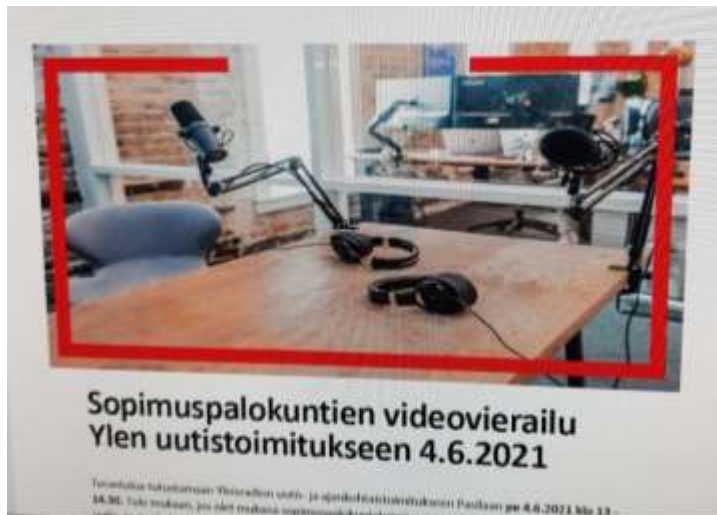 Sopimuspalokuntien videovierailu
Ylen uutistoimitukseen 4.6.2021
Tervetuloa tutustumaan Yleisradion uutis- ja ajankohtaistoimitukseen Pasilaan pe 4.6.2021 klo 13 -
14.30. Tule mukaan, jos olet mukana